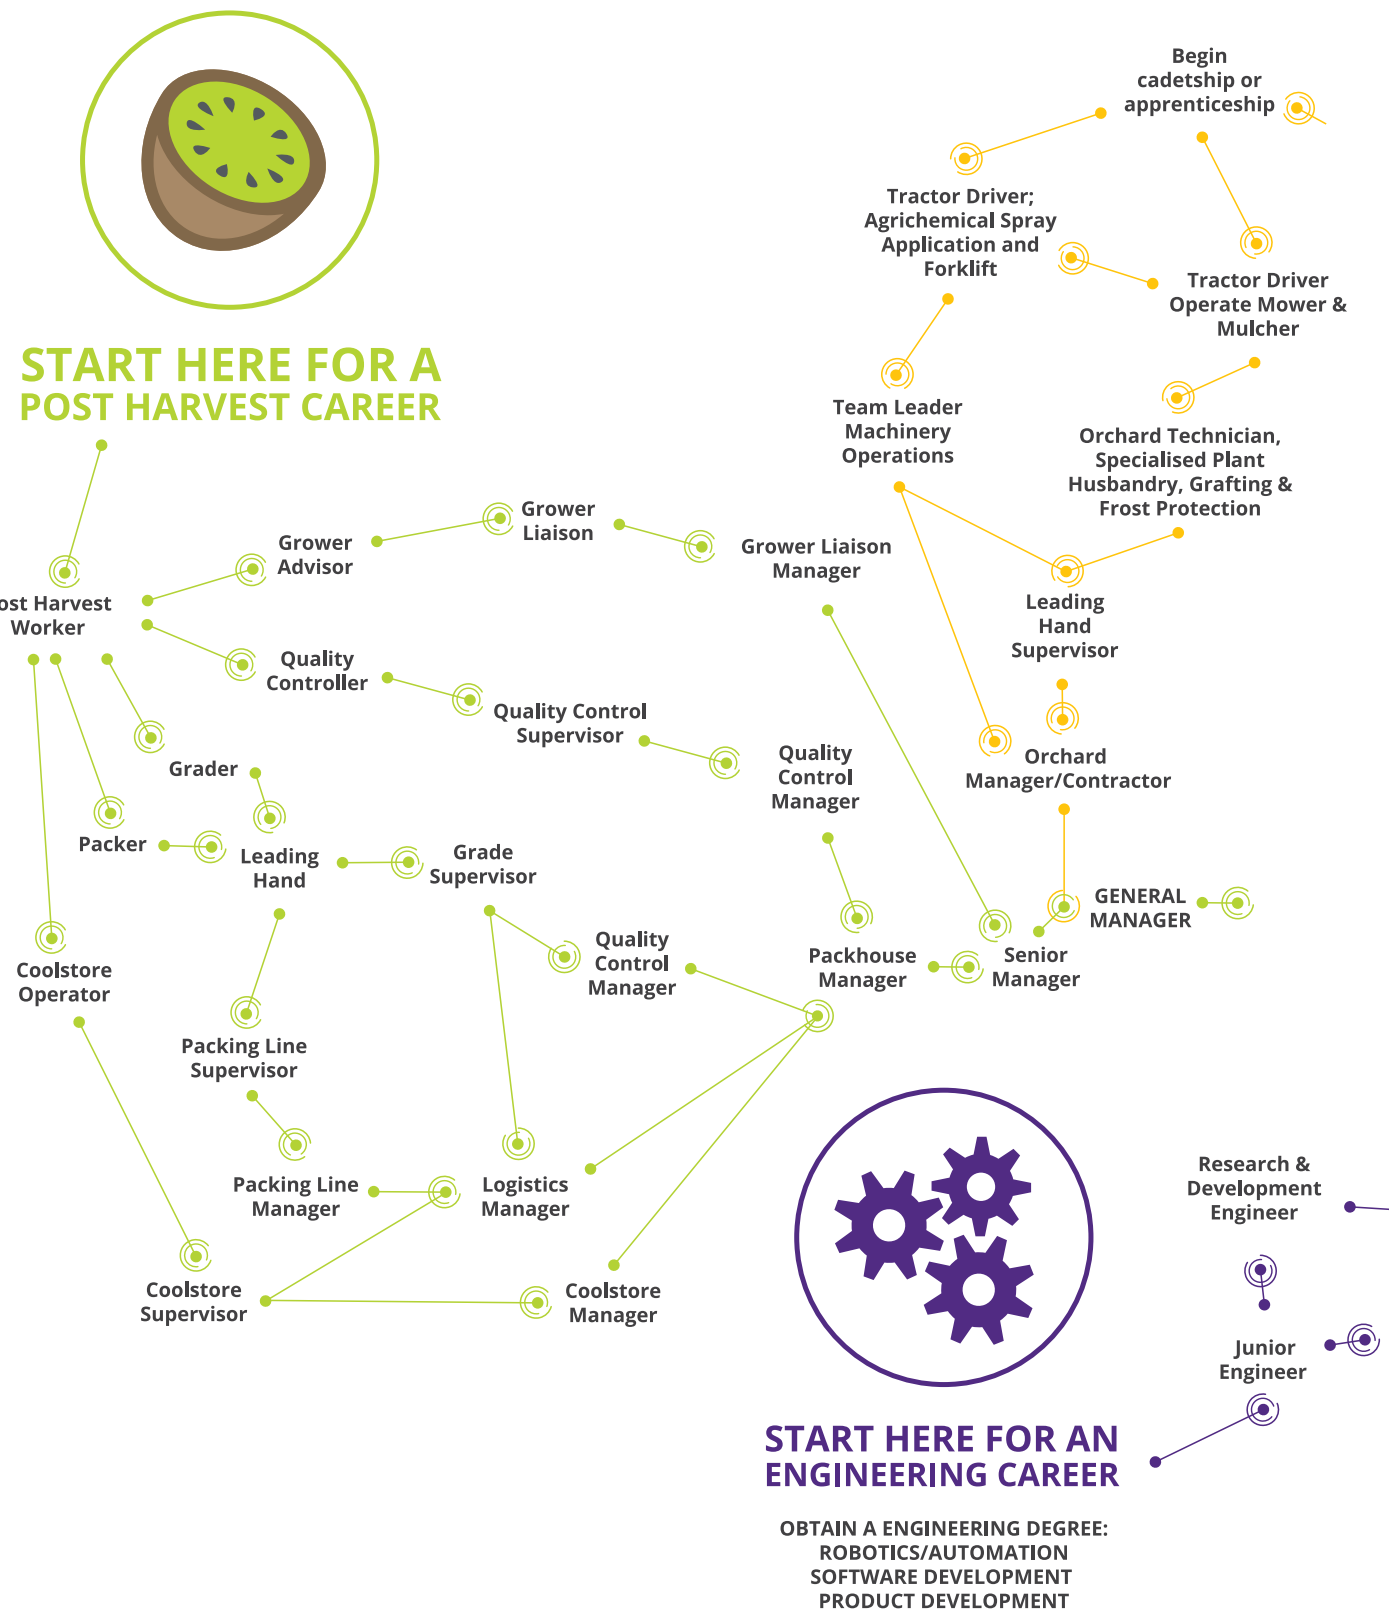 START HERE FOR A
POST HARVEST CAREER
ost Harvest
Worker
Grower
Advisor
Grower
Liaison
Grower Liaison
Manager
Quality
Controller
Quality Control
Supervisor
Quality
Control
Manager
Grader
Packer
Leading
Hand
Grade
Supervisor
Quality
Control
Manager
Packhouse
Manager
Senior
Manager
GENERAL
MANAGER
Coolstore
Operator
Packing Line
Supervisor
Packing Line
Manager
Logistics
Manager
Coolstore
Supervisor
Coolstore
Manager
Begin
cadetship or
apprenticeship
Tractor Driver;
Agrichemical Spray
Application and
Forklift
Tractor Driver
Operate Mower &
Mulcher
Team Leader
Machinery
Operations
Orchard Technician,
Specialised Plant
Husbandry, Grafting &
Frost Protection
Leading
Hand
Supervisor
Orchard
Manager/Contractor
Research &
Development
Engineer
Junior
Engineer
START HERE FOR AN
ENGINEERING CAREER
OBTAIN A ENGINEERING DEGREE:
ROBOTICS/AUTOMATION
SOFTWARE DEVELOPMENT
PRODUCT DEVELOPMENT